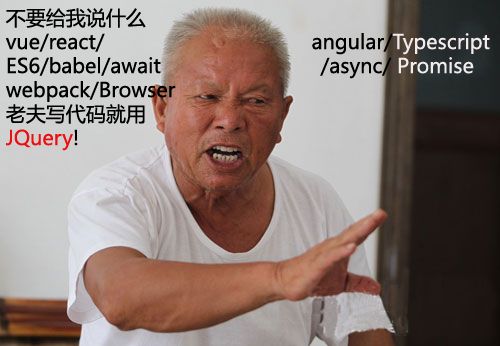 不要给我说什么
vue/react/ angular/Typescript
ES6/babel/await /async/ Promise
webpack/Browser
老夫写代码就用
JQuery!